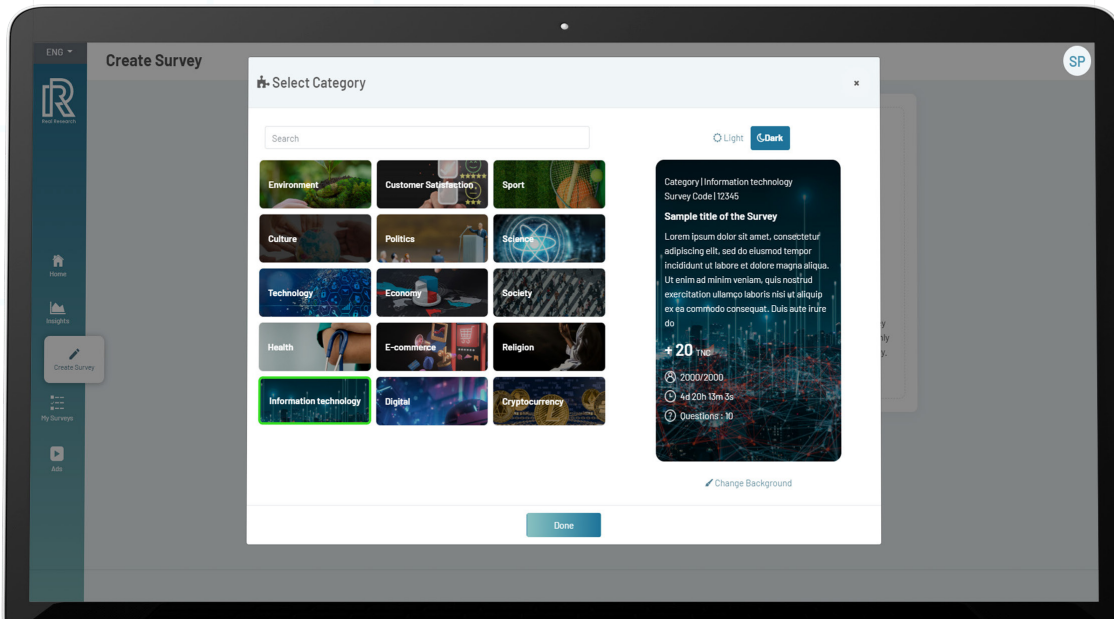 ENG
Create Survey
SP
Real Research
Home
Insights
Create Survey
My Surveys
Ads
Select Category
x
Search
Light
Dark
Environment
Customer Satisfaction
Sport
Culture
Politics
Science
Technology
Economy
Society
Health
E-commerce
Religion
Information technology
Digital
Cryptocurrency
Category | Information technology
Survey Code | 12345
Sample title of the Survey
Lorem ipsum dolor sit amet, consectetur
adipiscing elit, sed do eiusmod tempor
incididunt ut labore et dolore magna aliqua.
Ut enim ad minim veniam, quis nostrud
exercitation ullamco laboris nisi ut aliquip
ex ea commodo consequat. Duis aute irure
do
+ 20 TNC
2000/2000
4d 20h 13m 3s
Questions : 10
Change Background
Done